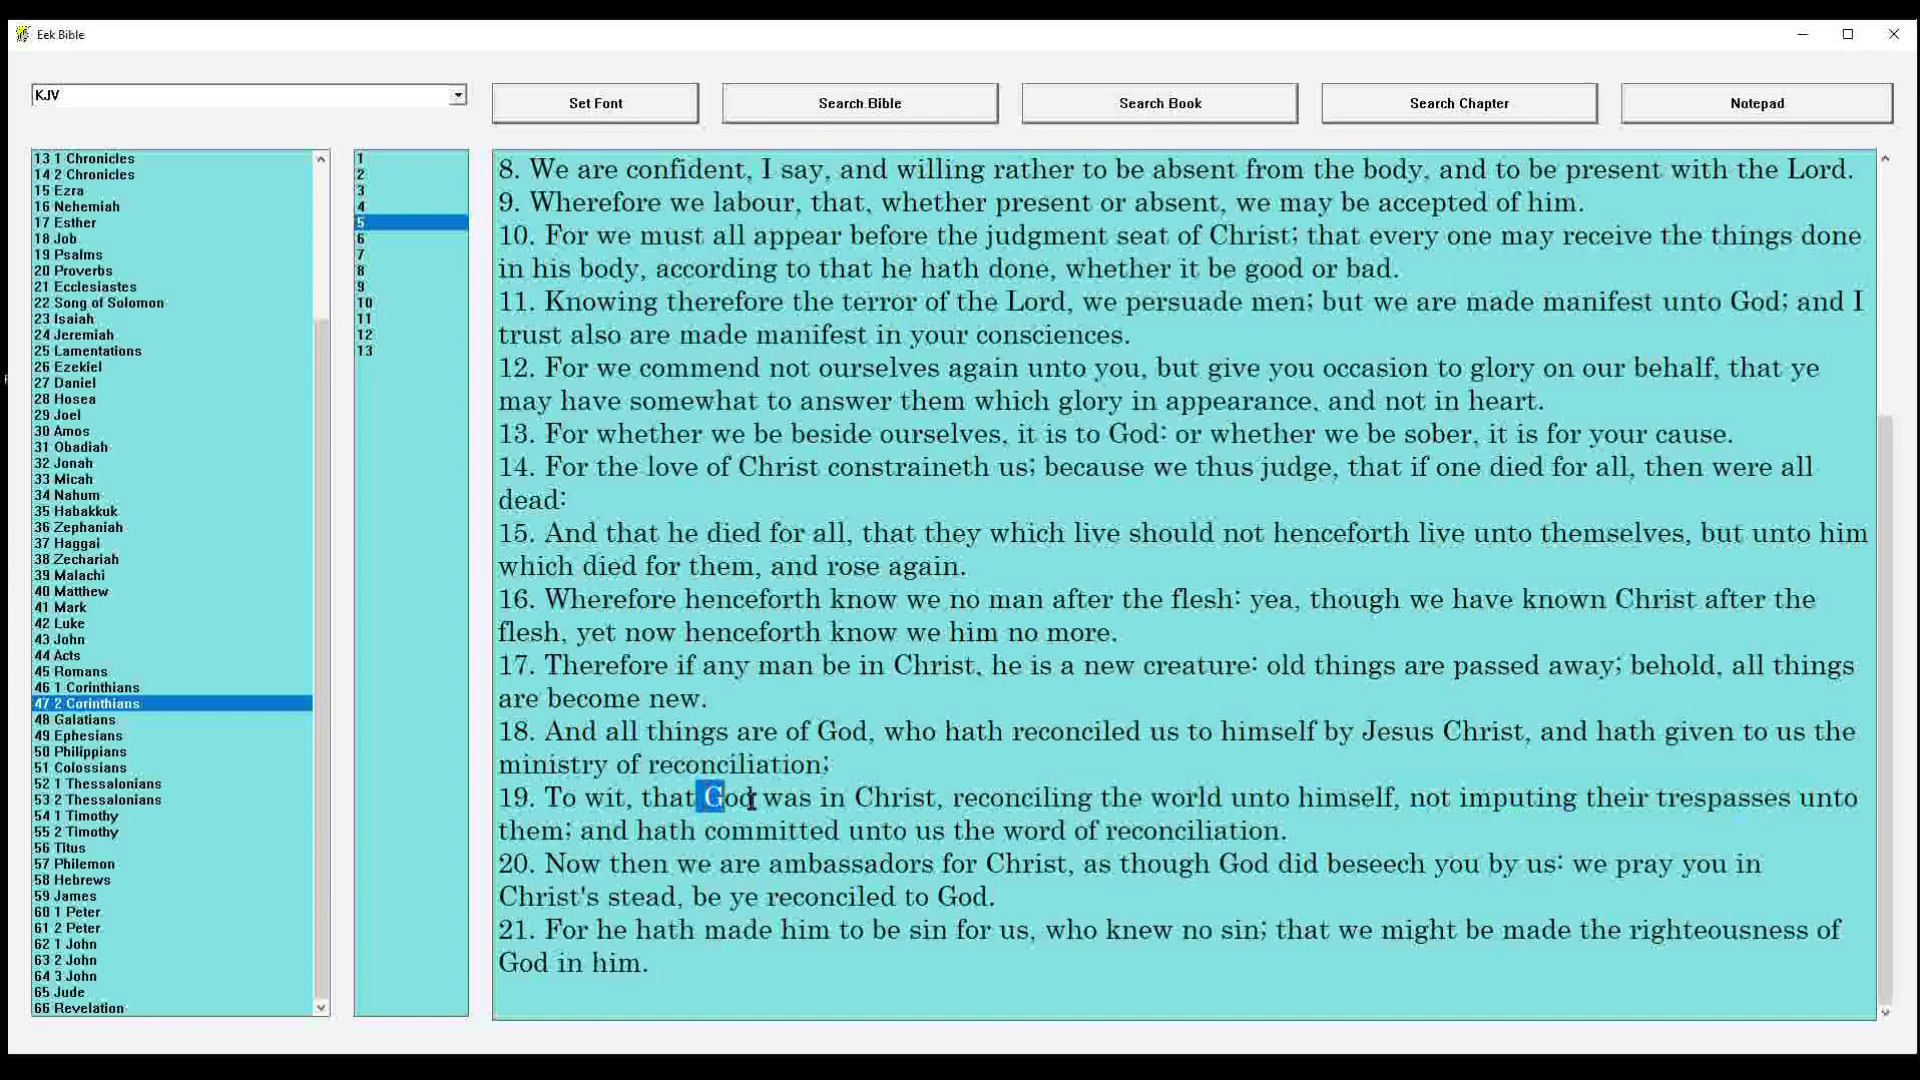 Eek Bible
KJV
Set Font
Search Bible
Search Book
Search Chapter
Notepad
13 1 Chronicles
14 2 Chronicles
15 Ezra
16 Nehemiah
17 Esther
18 Job
19 Psalms
20 Proverbs
21 Ecclesiastes
22 Song of Solomon
23 Isaiah
24 Jeremiah
25 Lamentations
26 Ezekiel
27 Daniel
28 Hosea
29 Joel
30 Amos
31 Obadiah
32 Jonah
33 Micah
34 Nahum
35 Habakkuk
36 Zephaniah
37 Haggai
38 Zechariah
39 Malachi
40 Matthew
41 Mark
42 Luke
43 John
44 Acts
45 Romans
46 1 Corinthians
47 2 Corinthians
48 Galatians
49 Ephesians
50 Philippians
51 Colossians
52 1 Thessalonians
53 2 Thessalonians
54 1 Timothy
55 2 Timothy
56 Titus
57 Philemon
58 Hebrews
59 James
60 1 Peter
61 2 Peter
62 1 John
63 2 John
64 3 John
65 Jude
66 Revelation
1
2
3
4
5
6
7
8
9
10
11
12
13
8. We are confident, I say, and willing rather to be absent from the body, and to be present with the Lord.
9. Wherefore we labour, that, whether present or absent, we may be accepted of him.
10. For we must all appear before the judgment seat of Christ; that every one may receive the things done
in his body, according to that he hath done, whether it be good or bad.
11. Knowing therefore the terror of the Lord, we persuade men; but we are made manifest unto God; and I
trust also are made manifest in your consciences.
12. For we commend not ourselves again unto you, but give you occasion to glory on our behalf, that ye
may have somewhat to answer them which glory in appearance, and not in heart.
13. For whether we be beside ourselves, it is to God: or whether we be sober, it is for your cause.
14. For the love of Christ constraineth us; because we thus judge, that if one died for all, then were all
dead:
15. And that he died for all, that they which live should not henceforth live unto themselves, but unto him
which died for them, and rose again.
16. Wherefore henceforth know we no man after the flesh: yea, though we have known Christ after the
flesh, yet now henceforth know we him no more.
17. Therefore if any man be in Christ, he is a new creature: old things are passed away; behold, all things
are become new.
18. And all things are of God, who hath reconciled us to himself by Jesus Christ, and hath given to us the
ministry of reconciliation;
19. To wit, that God was in Christ, reconciling the world unto himself, not imputing their trespasses unto
them; and hath committed unto us the word of reconciliation.
20. Now then we are ambassadors for Christ, as though God did beseech you by us: we pray you in
Christ's stead, be ye reconciled to God.
21. For he hath made him to be sin for us, who knew no sin; that we might be made the righteousness of
God in him.